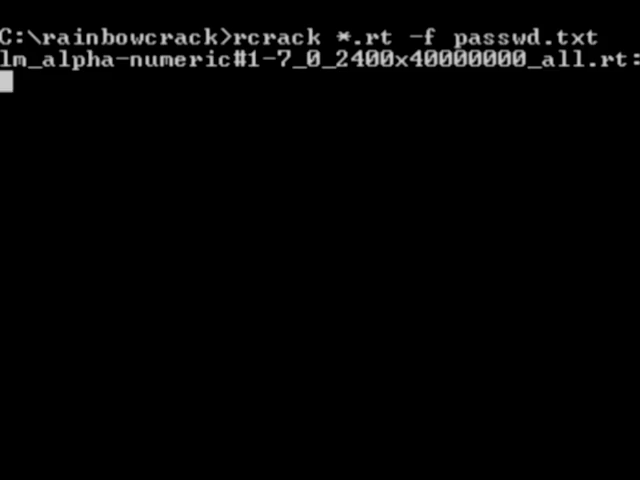 C:\rainbowcrack>rcrack *.rt -f passwd.txt
lm_alpha-numeric#1-7_0_2400x40000000_all.rt: